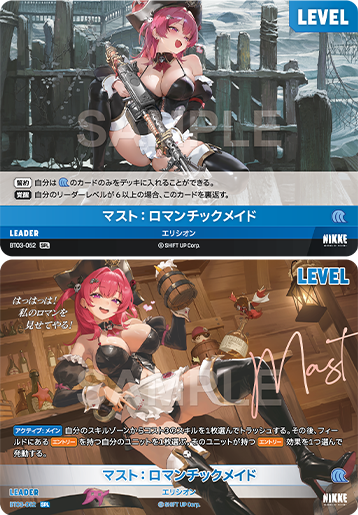 LEVEL
SAMPLE
誓約 自分は のカードのみをデッキに入れることができる。
覚醒 自分のリーダーレベルが6以上の場合、このカードを裏返す。
マスト：ロマンチックメイド
LEADER
エリシオン
BT03-062 SPL
© SHIFT UP Corp.
NIKKE
LEVEL
はっはっは！
私のロマンを
見せてやる！
Mast
SAMPLE
アクティブ：メイン 自分のスキルゾーンからコスト3のスキルを1枚選んでトラッシュする。その後、フィー
ルドにある エントリー を持つ自分のユニットを1枚選び、そのユニットが持つ エントリー 効果を1つ選んで
発動する。
マスト：ロマンチックメイド
LEADER
エリシオン
BT03-062 SPL
© SHIFT UP Corp.
NIKKE